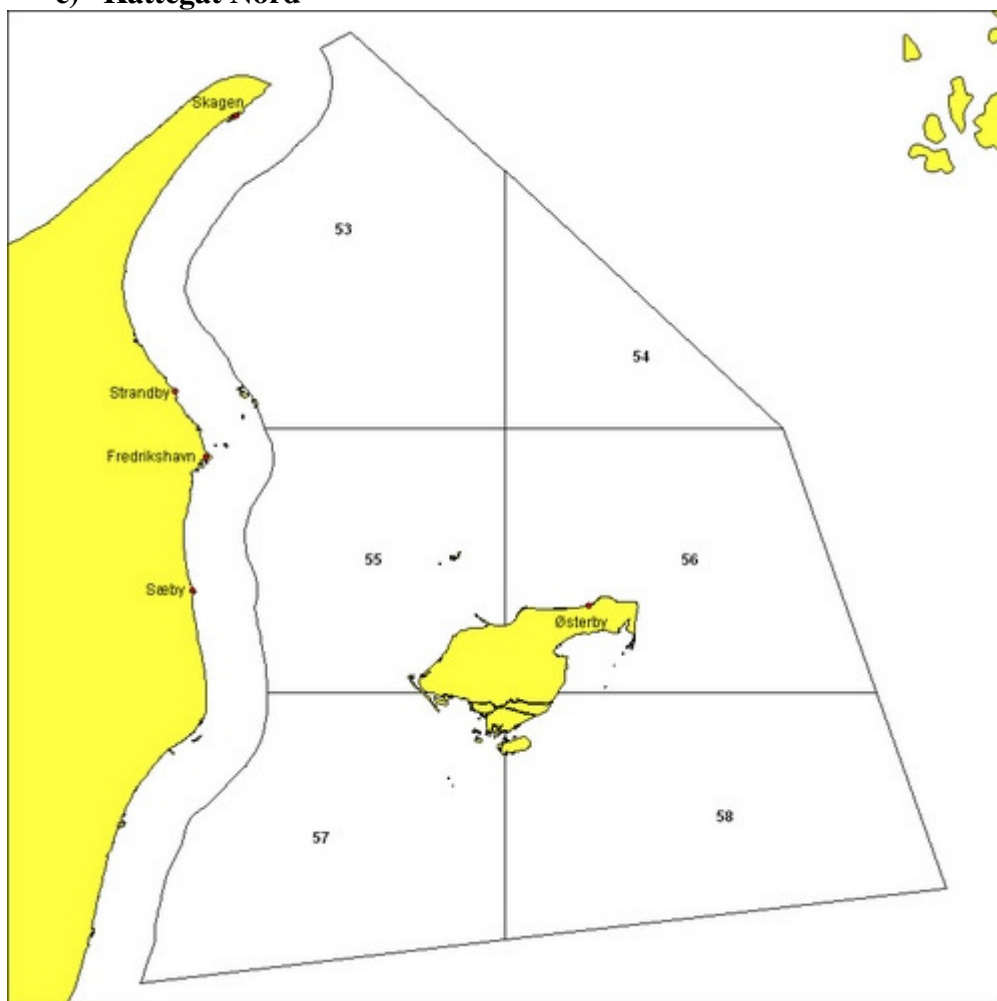 c) Kattegat Nord
Skagen
53
54
Strandby
Fredrikshavn
55
56
Sæby
Østerby
58
57